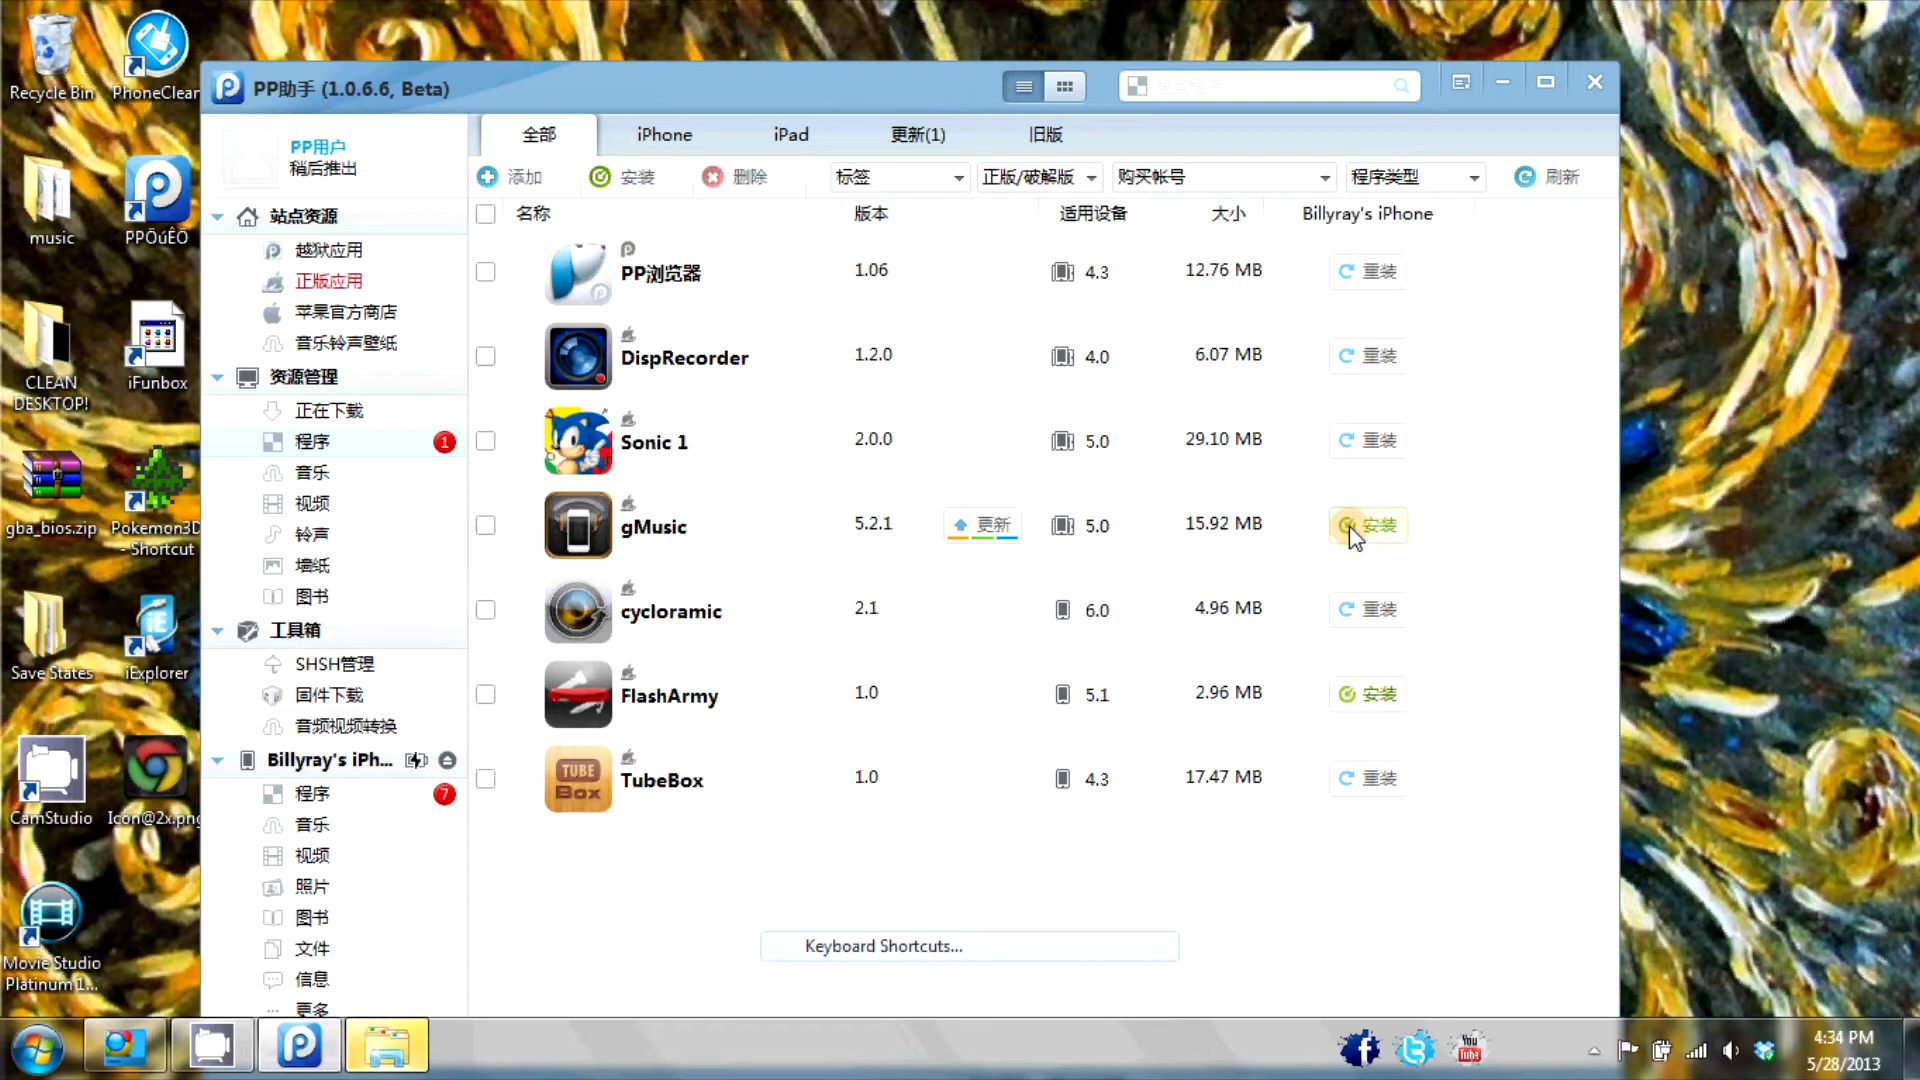 Recycle Bin
PhoneClean
music
PPÖúÊÖ
CLEAN
DESKTOP!
iFunbox
gba_bios.zip
Pokemon3D
- Shortcut
Save States
iExplorer
CamStudio
Icon@2x.png
Movie Studio
Platinum 1...
PP助手 (1.0.6.6, Beta)
PP用户
稍后推出
站点资源
越狱应用
正版应用
苹果官方商店
音乐铃声壁纸
资源管理
正在下载
程序 1
音乐
视频
铃声
墙纸
图书
工具箱
SHSH管理
固件下载
音频视频转换
Billyray's iPh...
程序 7
音乐
视频
照片
图书
文件
信息
更多
全部 iPhone iPad 更新(1) 旧版
添加 安装 删除 标签 正版/破解版 购买帐号 程序类型 刷新
名称 版本 适用设备 大小 Billyray's iPhone
PP浏览器 1.06 4.3 12.76 MB 重装
DispRecorder 1.2.0 4.0 6.07 MB 重装
Sonic 1 2.0.0 5.0 29.10 MB 重装
gMusic 5.2.1 更新 5.0 15.92 MB 安装
cycloramic 2.1 6.0 4.96 MB 重装
FlashArmy 1.0 5.1 2.96 MB 安装
TUBE
Box
TubeBox 1.0 4.3 17.47 MB 重装
Keyboard Shortcuts...
You
Tube
4:34 PM
5/28/2013